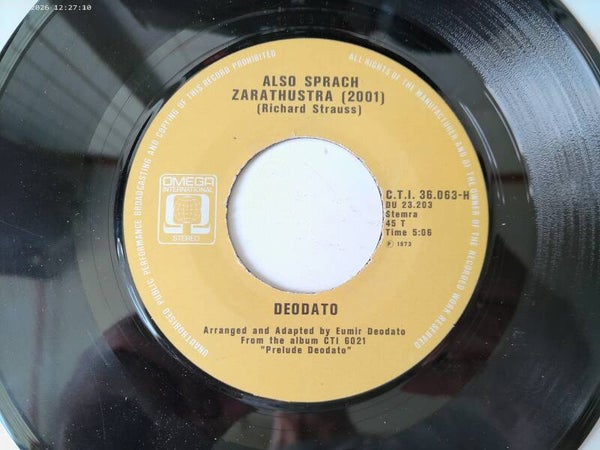 2026 12:27:10
UNAUTHORISED PUBLIC PERFORMANCE BROADCASTING AND COPYING OF THIS RECORD PROHIBITED
ALL RIGHTS OF THE MANUFACTURER AND OF THE OWNER OF THE RECORDED WORK RESERVED
ALSO SPRACH
ZARATHUSTRA (2001)
(Richard Strauss)
OMEGA
INTERNATIONAL
STEREO
C.T.I. 36.063-H
DU 23.203
Stemra
45 T
Time 5:06
℗ 1973
DEODATO
Arranged and Adapted by Eumir Deodato
From the album CTI 6021
"Prelude Deodato"